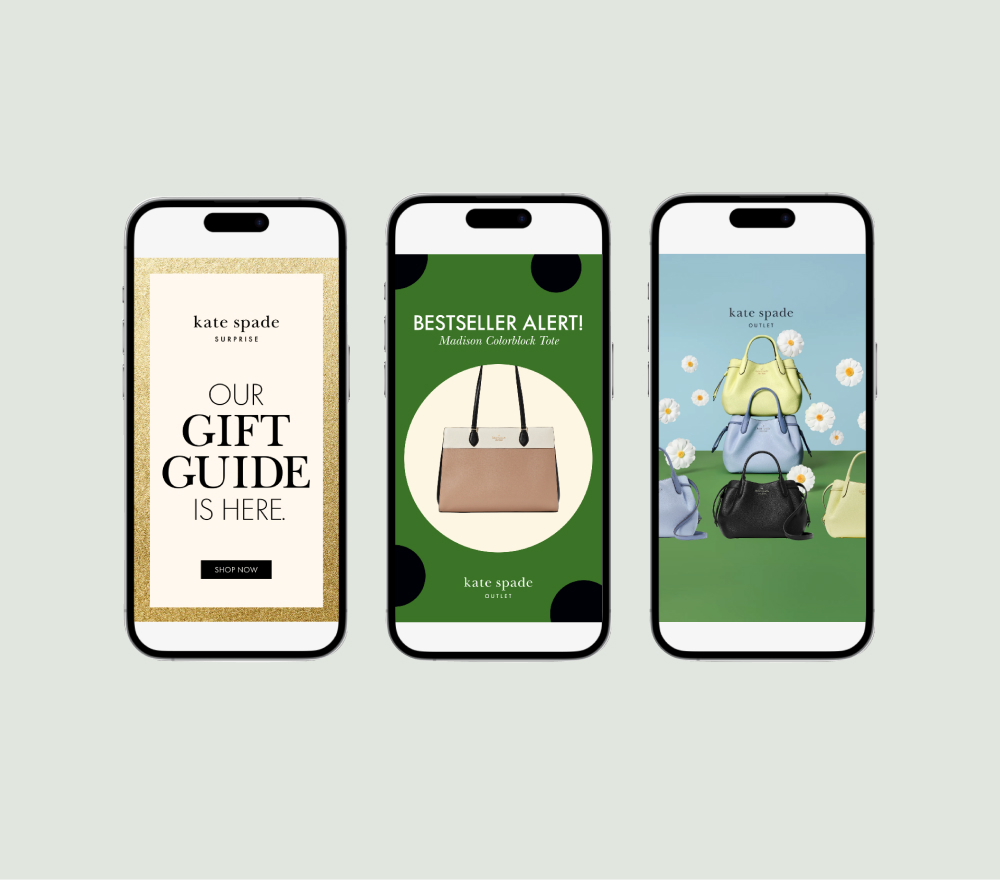 kate spade
SURPRISE
OUR
GIFT
GUIDE
IS HERE.
SHOP NOW
BESTSELLER ALERT!
Madison Colorblock Tote
kate spade
OUTLET
kate spade
OUTLET